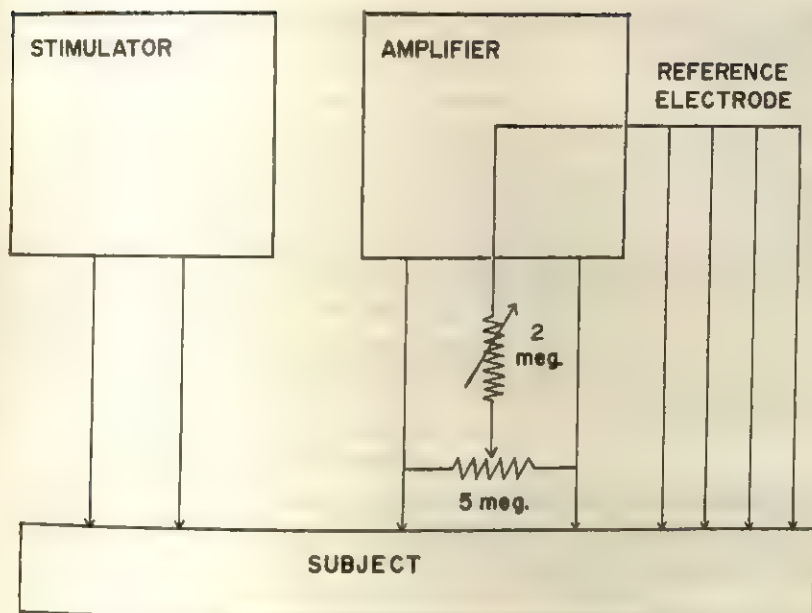 STIMULATOR
AMPLIFIER
REFERENCE
ELECTRODE
2
meg.
5 meg.
SUBJECT